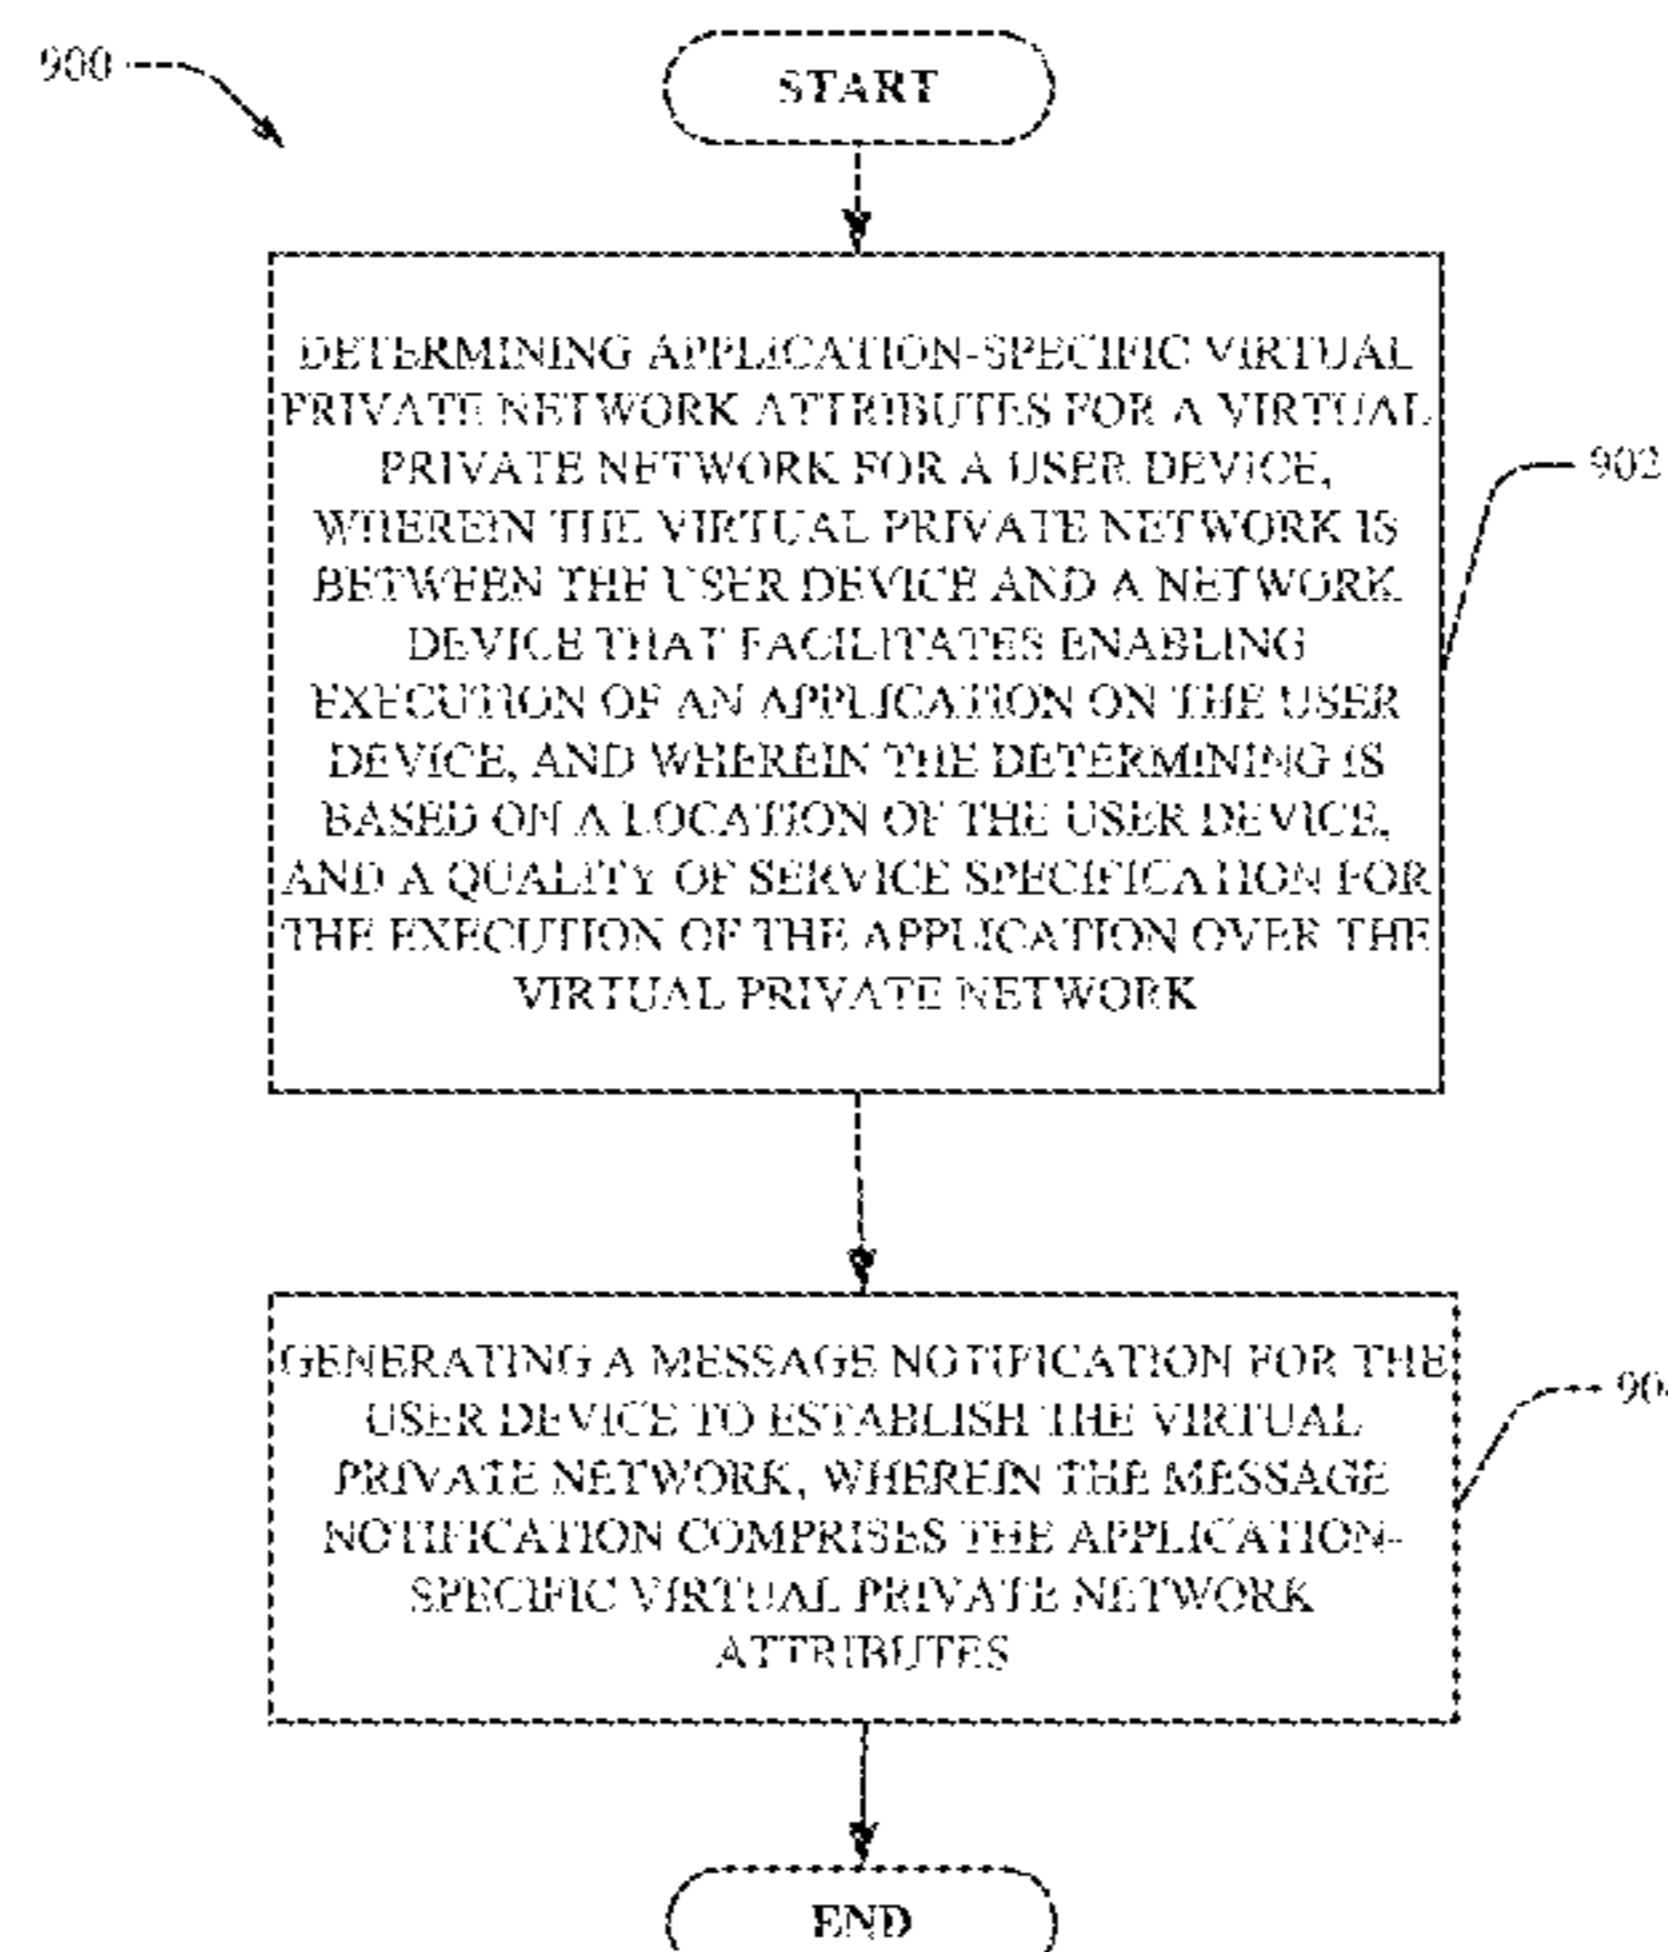 900
START
DETERMINING APPLICATION-SPECIFIC VIRTUAL
PRIVATE NETWORK ATTRIBUTES FOR A VIRTUAL
PRIVATE NETWORK FOR A USER DEVICE,
WHEREIN THE VIRTUAL PRIVATE NETWORK IS
BETWEEN THE USER DEVICE AND A NETWORK
DEVICE THAT FACILITATES ENABLING
EXECUTION OF AN APPLICATION ON THE USER
DEVICE, AND WHEREIN THE DETERMINING IS
BASED ON A LOCATION OF THE USER DEVICE,
AND A QUALITY OF SERVICE SPECIFICATION FOR
THE EXECUTION OF THE APPLICATION OVER THE
VIRTUAL PRIVATE NETWORK
902
GENERATING A MESSAGE NOTIFICATION FOR THE
USER DEVICE TO ESTABLISH THE VIRTUAL
PRIVATE NETWORK, WHEREIN THE MESSAGE
NOTIFICATION COMPRISES THE APPLICATION-
SPECIFIC VIRTUAL PRIVATE NETWORK
ATTRIBUTES
END